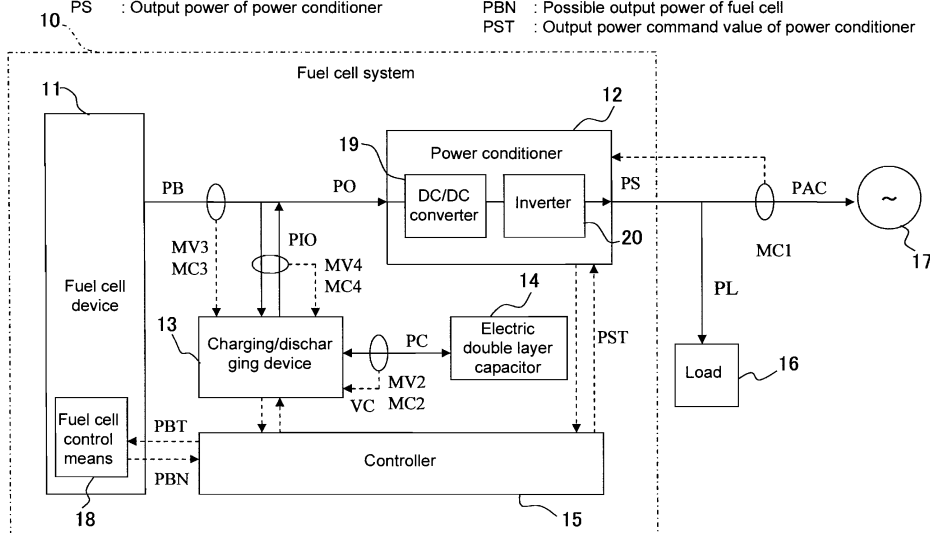 PS : Output power of power conditioner
PBN : Possible output power of fuel cell
PST : Output power command value of power conditioner
10
Fuel cell system
11
12
Power conditioner
19
DC/DC
converter
Inverter
20
PB
PO
PS
PAC
~
17
MC1
MV3
MC3
PIO
MV4
MC4
PL
Fuel cell
device
13
Charging/dischar
ging device
14
Electric
double layer
capacitor
PC
MV2
MC2
VC
PST
Load
16
Fuel cell
control
means
18
PBT
PBN
Controller
15